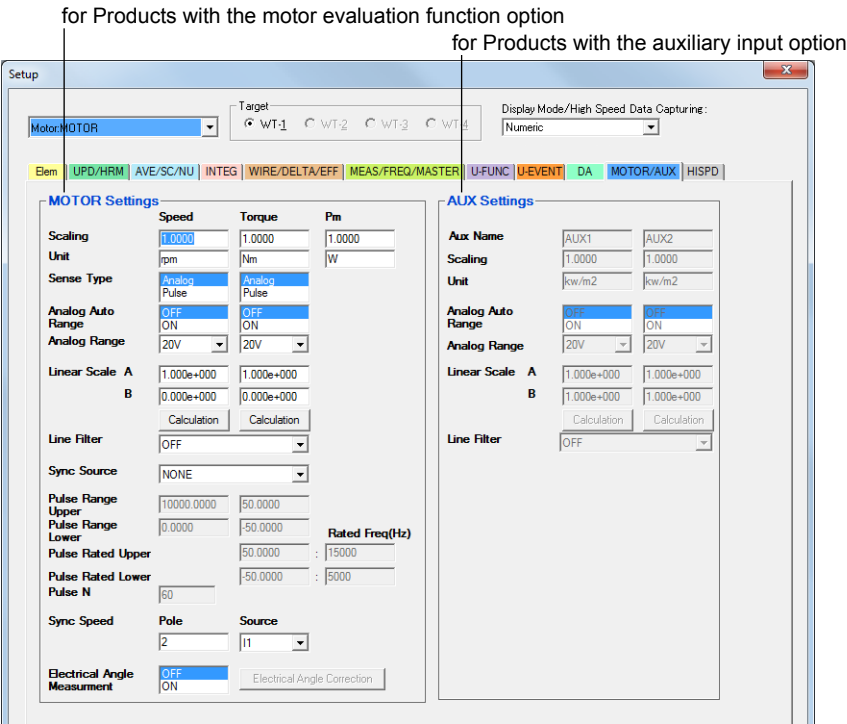 for Products with the motor evaluation function option
for Products with the auxiliary input option
Setup
Target
Display Mode/High Speed Data Capturing:
Motor:MOTOR WT-1 WT-2 WT-3 WT-4 Numeric
Elem UPD/HRM AVE/SC/NU INTEG WIRE/DELTA/EFF MEAS/FREQ/MASTER U-FUNC U-EVENT DA MOTOR/AUX HISPD
MOTOR Settings
Speed Torque Pm
Scaling 1.0000 1.0000 1.0000
Unit rpm Nm W
Sense Type Analog Analog
Pulse Pulse
Analog Auto Range OFF OFF
ON ON
Analog Range 20V 20V
Linear Scale A 1.000e+000 1.000e+000
B 0.000e+000 0.000e+000
Calculation Calculation
Line Filter OFF
Sync Source NONE
Pulse Range Upper 10000.0000 50.0000
Pulse Range Lower 0.0000 -50.0000
Rated Freq(Hz)
Pulse Rated Upper 50.0000 : 15000
Pulse Rated Lower -50.0000 : 5000
Pulse N 60
Sync Speed Pole Source
2 I1
Electrical Angle Measurment OFF
ON
Electrical Angle Correction
AUX Settings
Aux Name AUX1 AUX2
Scaling 1.0000 1.0000
Unit kw/m2 kw/m2
Analog Auto Range OFF OFF
ON ON
Analog Range 20V 20V
Linear Scale A 1.000e+000 1.000e+000
B 1.000e+000 1.000e+000
Calculation Calculation
Line Filter OFF